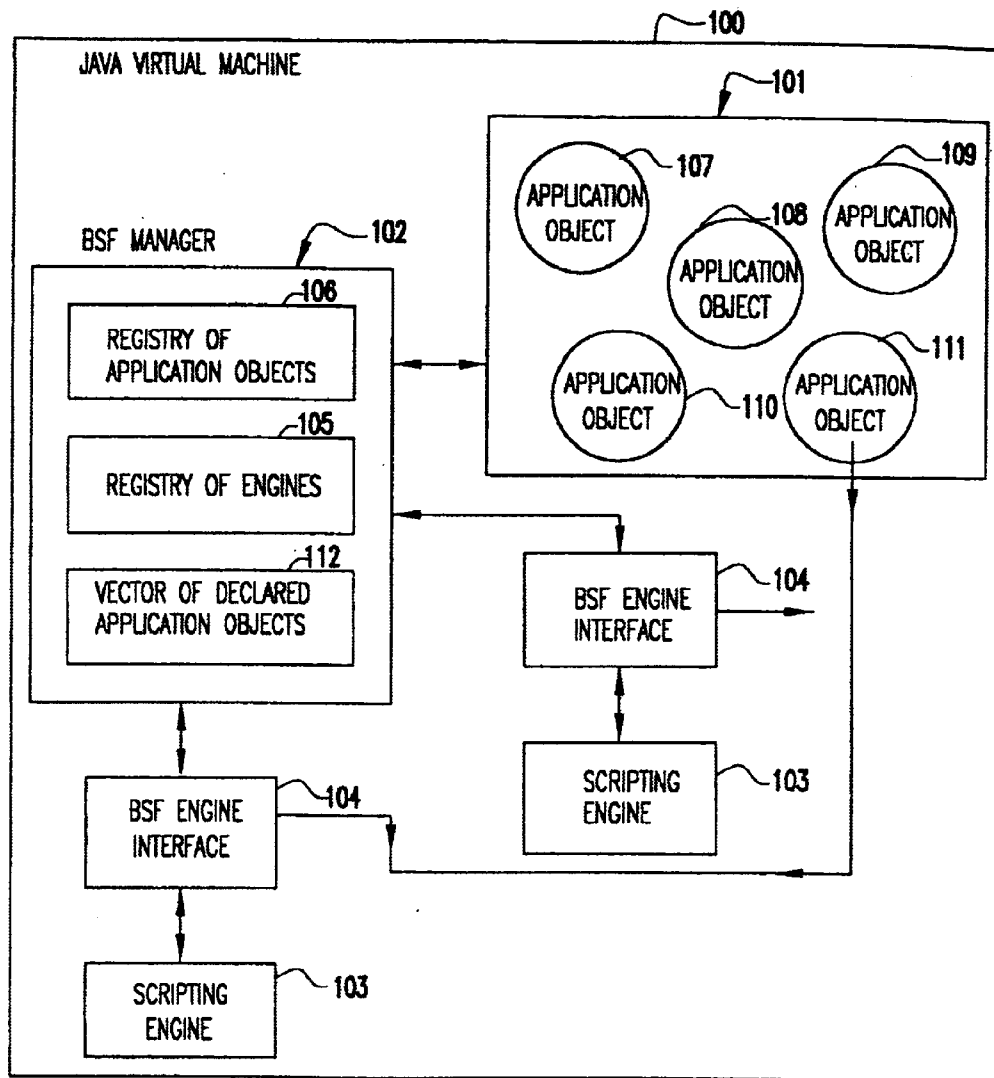 100
JAVA VIRTUAL MACHINE
101
107
APPLICATION
OBJECT
108
APPLICATION
OBJECT
109
APPLICATION
OBJECT
110
APPLICATION
OBJECT
111
APPLICATION
OBJECT
BSF MANAGER
102
106
REGISTRY OF
APPLICATION OBJECTS
105
REGISTRY OF ENGINES
112
VECTOR OF DECLARED
APPLICATION OBJECTS
104
BSF ENGINE
INTERFACE
103
SCRIPTING
ENGINE
104
BSF ENGINE
INTERFACE
103
SCRIPTING
ENGINE